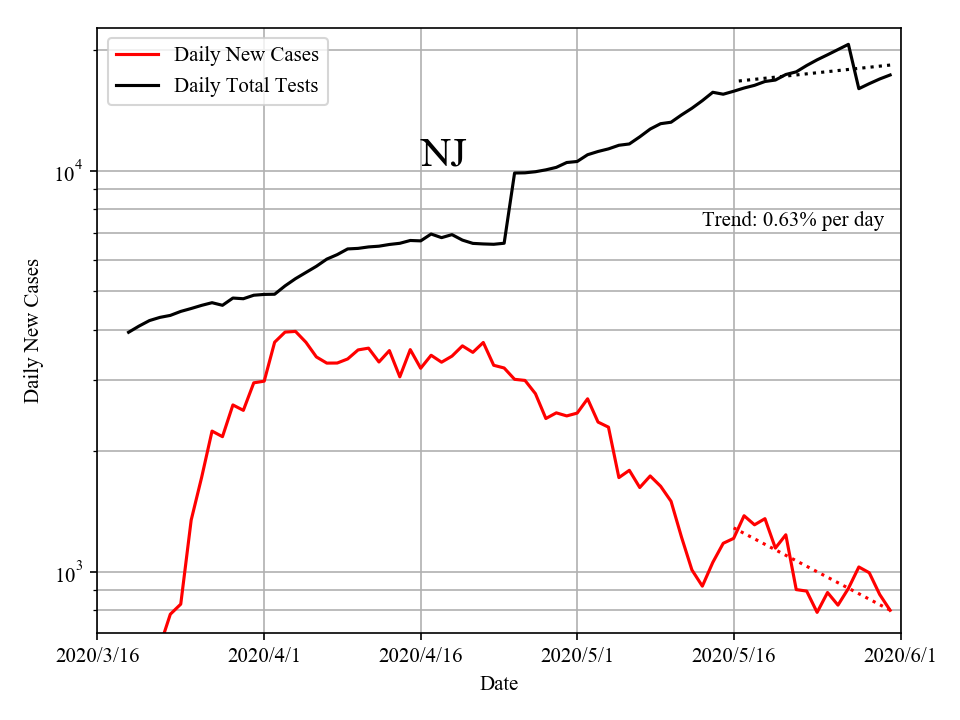 Daily New Cases
Daily Total Tests
NJ
10^4
Trend: 0.63% per day
Daily New Cases
10^3
2020/3/16 2020/4/1 2020/4/16 2020/5/1 2020/5/16 2020/6/1
Date